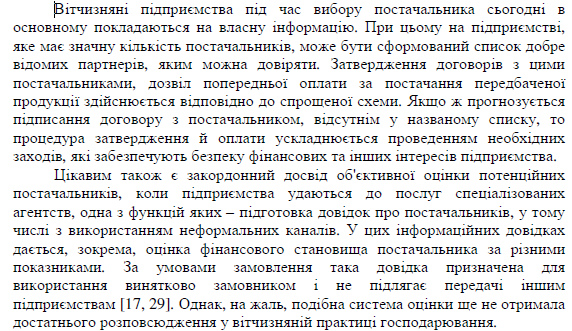 Вітчизняні підприємства під час вибору постачальника сьогодні в
основному покладаються на власну інформацію. При цьому на підприємстві,
яке має значну кількість постачальників, може бути сформований список добре
відомих партнерів, яким можна довіряти. Затвердження договорів з цими
постачальниками, дозвіл попередньої оплати за постачання передбаченої
продукції здійснюється відповідно до спрощеної схеми. Якщо ж прогнозується
підписання договору з постачальником, відсутнім у названому списку, то
процедура затвердження й оплати ускладнюється проведенням необхідних
заходів, які забезпечують безпеку фінансових та інших інтересів підприємства.
Цікавим також є закордонний досвід об'єктивної оцінки потенційних
постачальників, коли підприємства удаються до послуг спеціалізованих
агентств, одна з функцій яких – підготовка довідок про постачальників, у тому
числі з використанням неформальних каналів. У цих інформаційних довідках
дається, зокрема, оцінка фінансового становища постачальника за різними
показниками. За умовами замовлення така довідка призначена для
використання винятково замовником і не підлягає передачі іншим
підприємствам [17, 29]. Однак, на жаль, подібна система оцінки ще не отримала
достатнього розповсюдження у вітчизняній практиці господарювання.